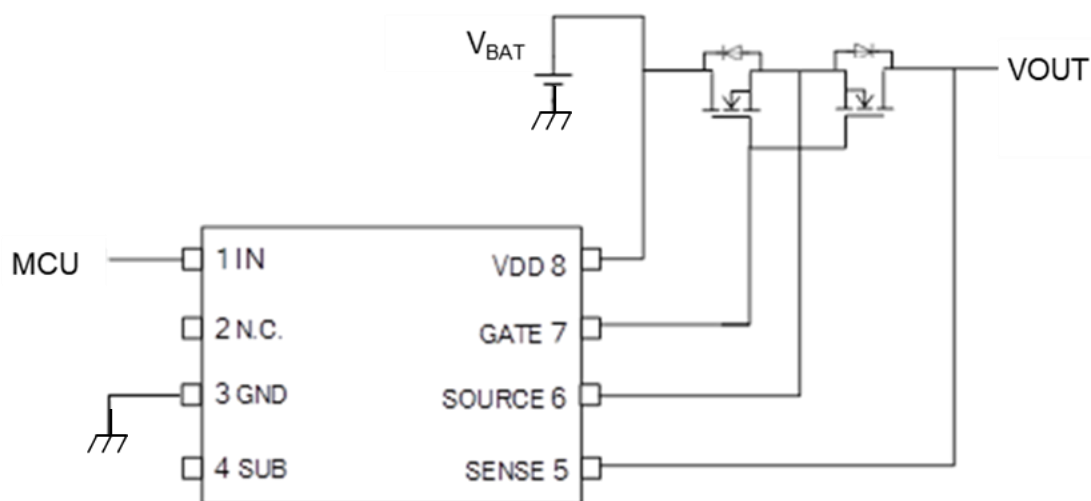 VBAT
VOUT
MCU
1 IN
VDD 8
2 N.C.
GATE 7
3 GND
SOURCE 6
4 SUB
SENSE 5